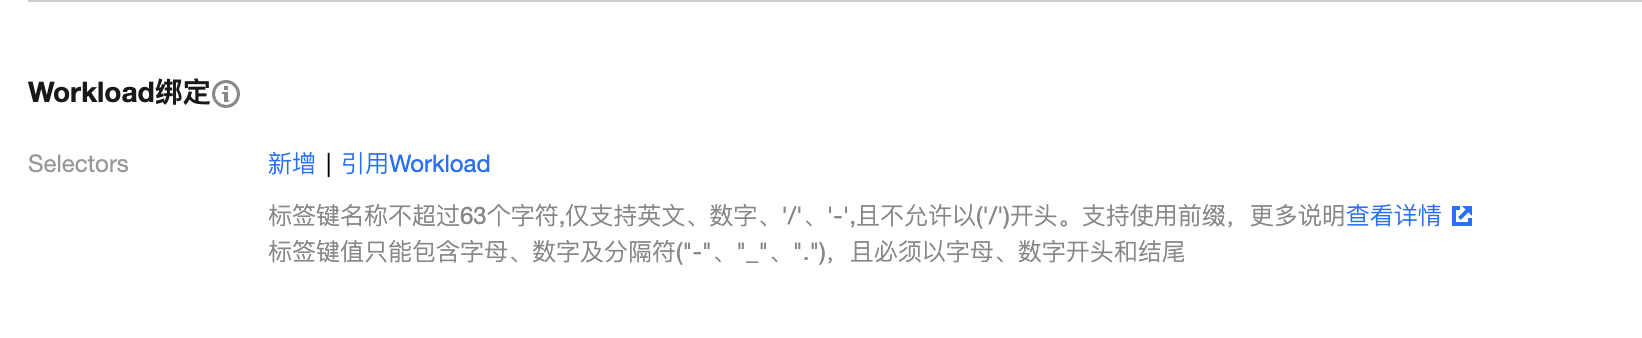 Workload绑定
Selectors
新增 | 引用Workload
标签键名称不超过63个字符,仅支持英文、数字、'/'、'-',且不允许以('/')开头。支持使用前缀，更多说明查看详情
标签键值只能包含字母、数字及分隔符("-"、"_"、".")，且必须以字母、数字开头和结尾